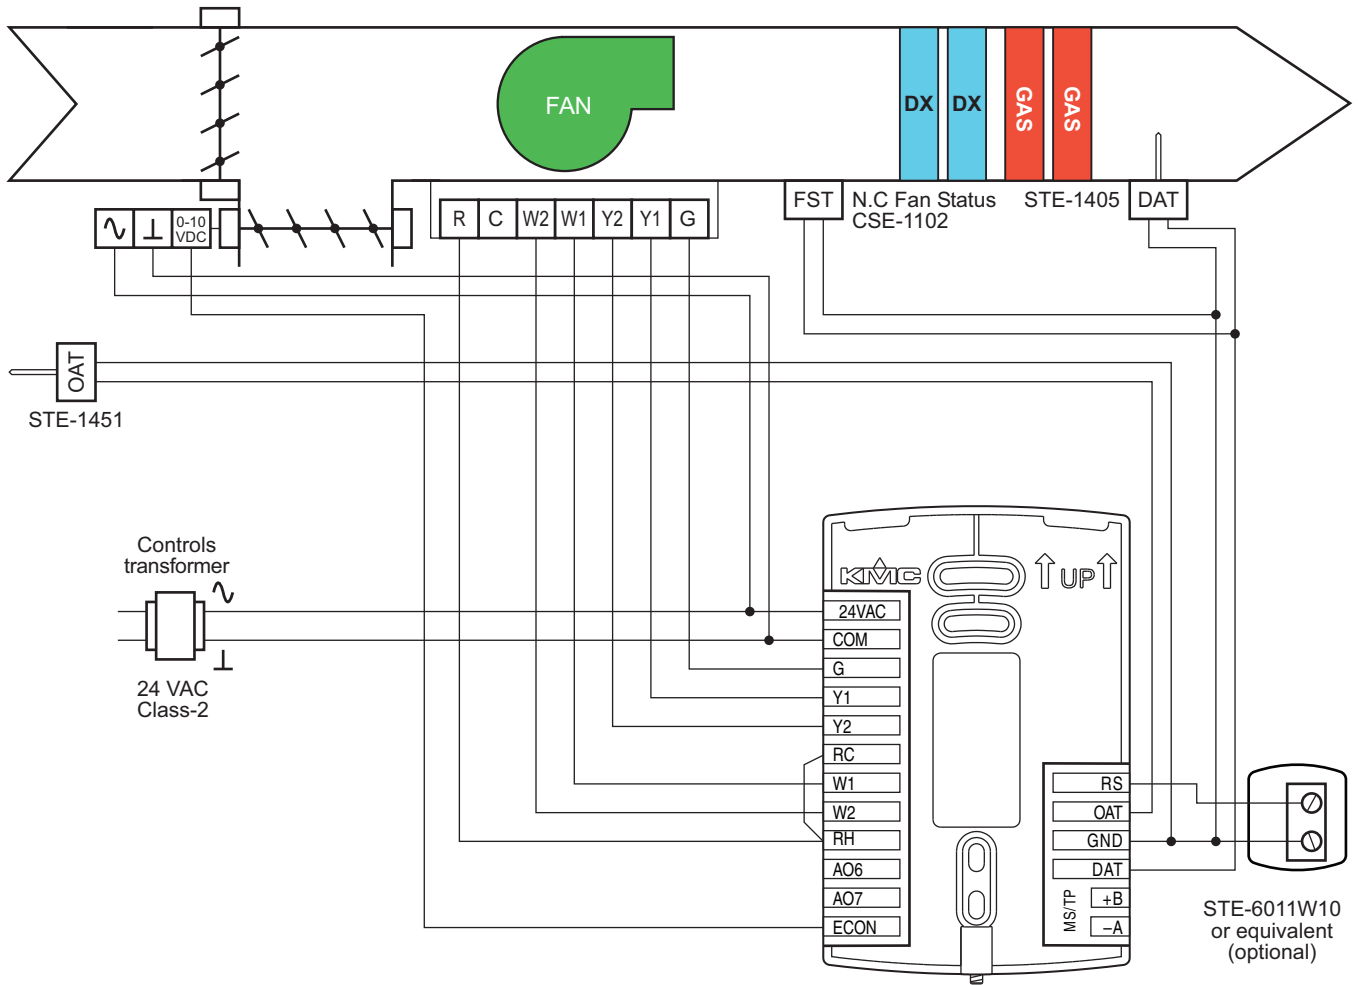 FAN
DX
DX
GAS
GAS
0-10
VDC
R
C
W2
W1
Y2
Y1
G
FST
N.C Fan Status
CSE-1102
STE-1405
DAT
OAT
STE-1451
Controls
transformer
24 VAC
Class-2
KMC
UP
24VAC
COM
G
Y1
Y2
RC
W1
W2
RH
AO6
AO7
ECON
RS
OAT
GND
DAT
MS/TP
+B
–A
STE-6011W10
or equivalent
(optional)